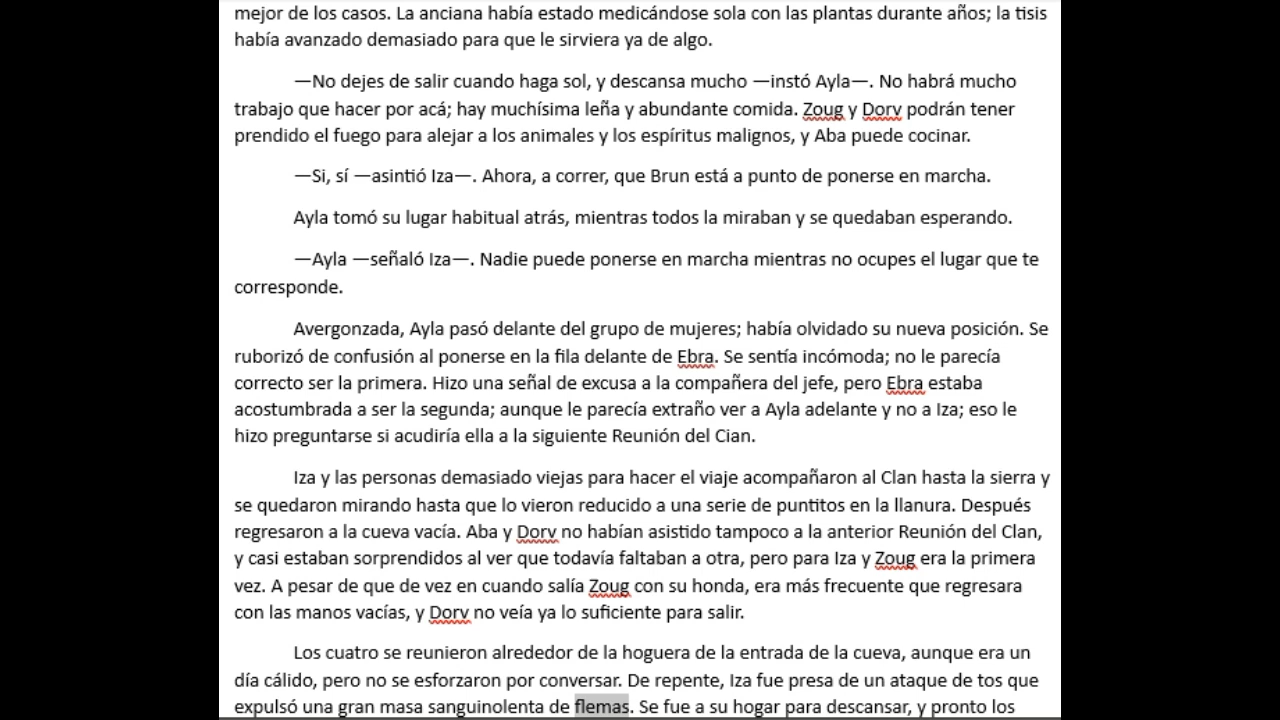 mejor de los casos. La anciana había estado medicándose sola con las plantas durante años; la tisis
había avanzado demasiado para que le sirviera ya de algo.
—No dejes de salir cuando haga sol, y descansa mucho —instó Ayla—. No habrá mucho
trabajo que hacer por acá; hay muchísima leña y abundante comida. Zoug y Dorv podrán tener
prendido el fuego para alejar a los animales y los espíritus malignos, y Aba puede cocinar.
—Si, sí —asintió Iza—. Ahora, a correr, que Brun está a punto de ponerse en marcha.
Ayla tomó su lugar habitual atrás, mientras todos la miraban y se quedaban esperando.
—Ayla —señaló Iza—. Nadie puede ponerse en marcha mientras no ocupes el lugar que te
corresponde.
Avergonzada, Ayla pasó delante del grupo de mujeres; había olvidado su nueva posición. Se
ruborizó de confusión al ponerse en la fila delante de Ebra. Se sentía incómoda; no le parecía
correcto ser la primera. Hizo una señal de excusa a la compañera del jefe, pero Ebra estaba
acostumbrada a ser la segunda; aunque le parecía extraño ver a Ayla adelante y no a Iza; eso le
hizo preguntarse si acudiría ella a la siguiente Reunión del Cian.
Iza y las personas demasiado viejas para hacer el viaje acompañaron al Clan hasta la sierra y
se quedaron mirando hasta que lo vieron reducido a una serie de puntitos en la llanura. Después
regresaron a la cueva vacía. Aba y Dorv no habían asistido tampoco a la anterior Reunión del Clan,
y casi estaban sorprendidos al ver que todavía faltaban a otra, pero para Iza y Zoug era la primera
vez. A pesar de que de vez en cuando salía Zoug con su honda, era más frecuente que regresara
con las manos vacías, y Dorv no veía ya lo suficiente para salir.
Los cuatro se reunieron alrededor de la hoguera de la entrada de la cueva, aunque era un
día cálido, pero no se esforzaron por conversar. De repente, Iza fue presa de un ataque de tos que
expulsó una gran masa sanguinolenta de flemas. Se fue a su hogar para descansar, y pronto los